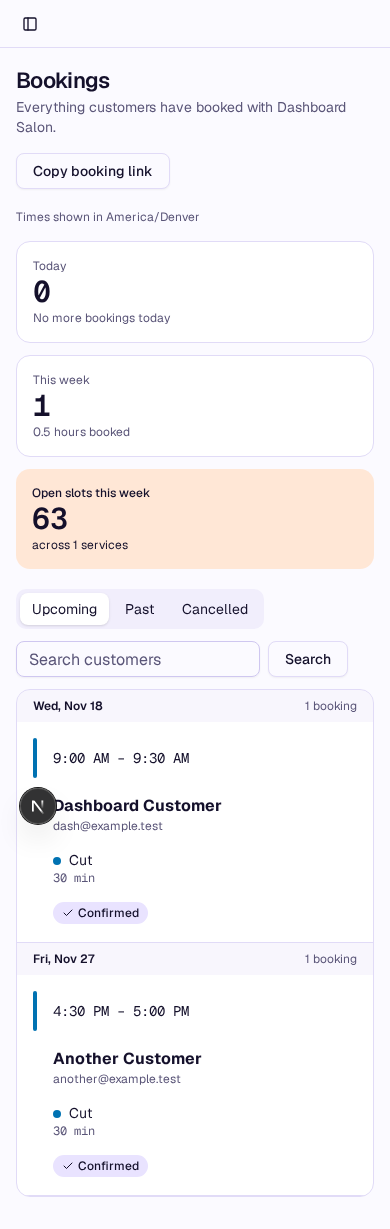 Bookings
Everything customers have booked with Dashboard
Salon.
Copy booking link
Times shown in America/Denver
Today
0
No more bookings today
This week
1
0.5 hours booked
Open slots this week
63
across 1 services
Upcoming Past Cancelled
Search customers Search
Wed, Nov 18 1 booking
9:00 AM – 9:30 AM
N Dashboard Customer
dash@example.test
Cut
30 min
Confirmed
Fri, Nov 27 1 booking
4:30 PM – 5:00 PM
Another Customer
another@example.test
Cut
30 min
Confirmed